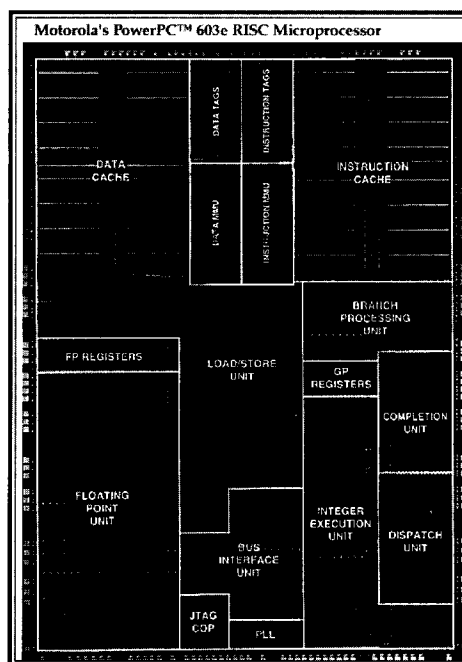 Motorola's PowerPC™ 603e RISC Microprocessor
DATA
CACHE
DATA TAGS
INSTRUCTION TAGS
INSTRUCTION
CACHE
DATA MMU
INSTRUCTION MMU
BRANCH
PROCESSING
UNIT
FP REGISTERS
LOAD/STORE
UNIT
GP
REGISTERS
COMPLETION
UNIT
FLOATING
POINT
UNIT
INTEGER
EXECUTION
UNIT
DISPATCH
UNIT
BUS
INTERFACE
UNIT
JTAG
COP
PLL